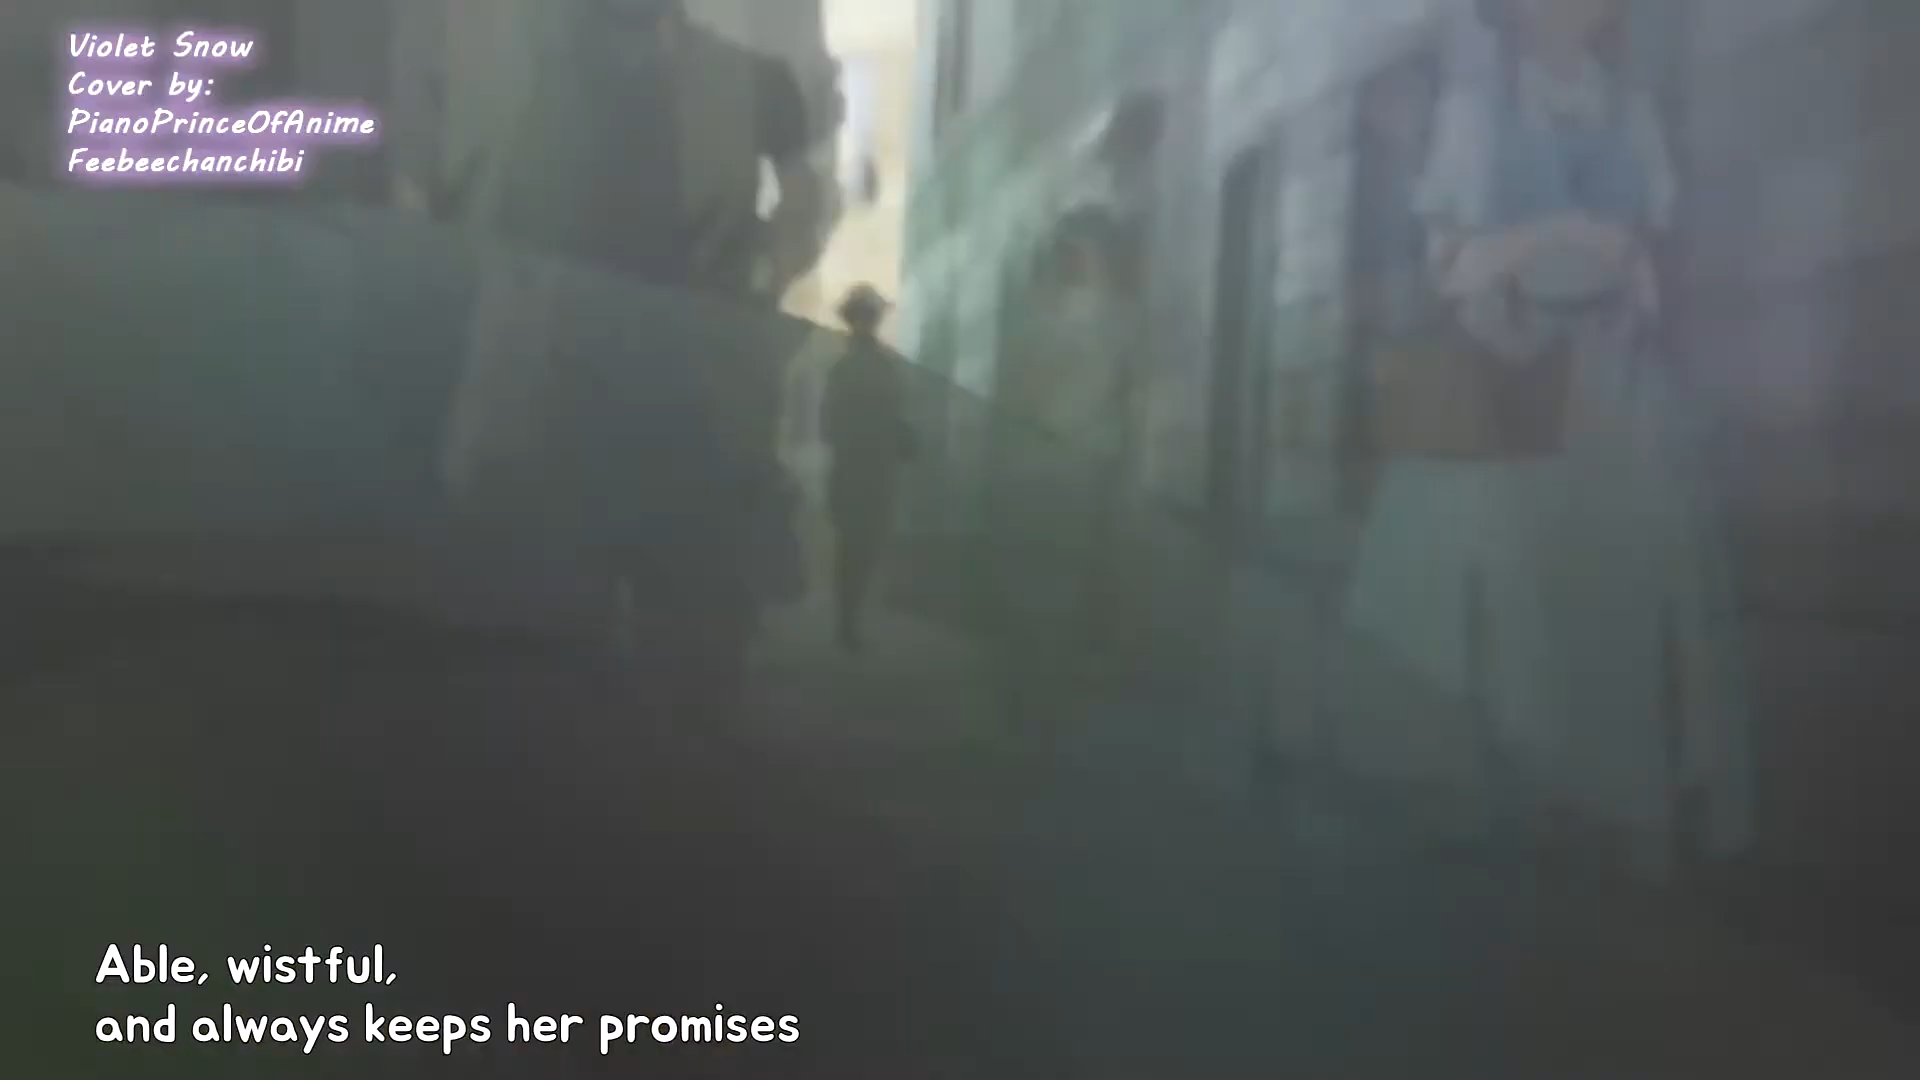 Violet Snow
Cover by:
PianoPrinceOfAnime
Feebeechanchibi
Able, wistful,
and always keeps her promises